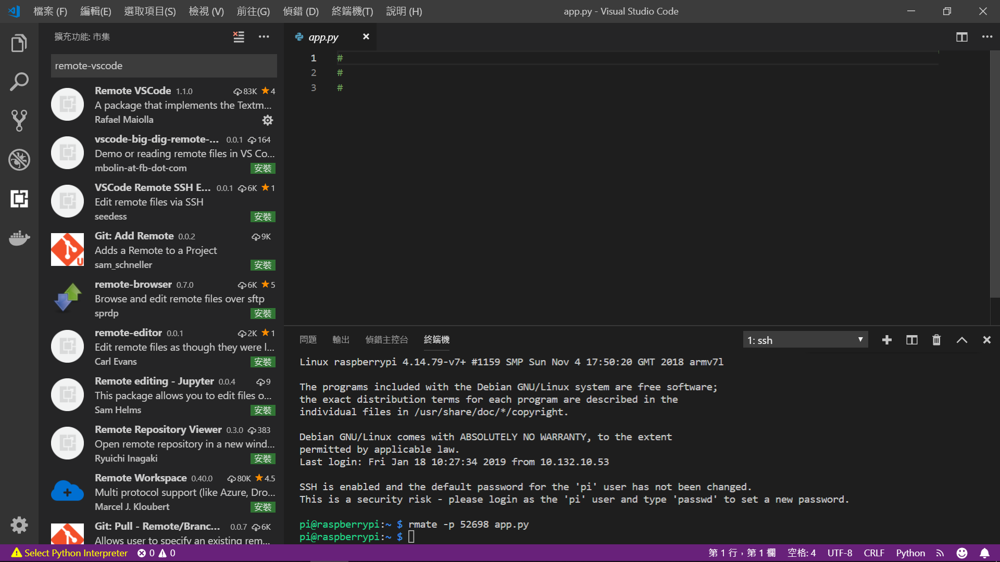 檔案 (F) 編輯(E) 選取項目(S) 檢視 (V) 前往(G) 偵錯 (D) 終端機(T) 說明 (H) app.py - Visual Studio Code
擴充功能: 市集
remote-vscode
Remote VSCode 1.1.0 83K ★4
A package that implements the Textm...
Rafael Maiolla
vscode-big-dig-remote-... 0.0.1 164
Demo or reading remote files in VS Co...
mbolin-at-fb-dot-com 安裝
VSCode Remote SSH E... 0.0.1 6K ★1
Edit remote files via SSH
seedess 安裝
Git: Add Remote 0.0.2 9K
Adds a Remote to a Project
sam_schneller 安裝
remote-browser 0.7.0 6K ★5
Browse and edit remote files over sftp
sprdp 安裝
remote-editor 0.0.1 2K ★1
Edit remote files as though they were l...
Carl Evans 安裝
Remote editing - Jupyter 0.0.4 9
This package allows you to edit files o...
Sam Helms 安裝
Remote Repository Viewer 0.3.0 383
Open remote repository in a new wind...
Ryuichi Inagaki 安裝
Remote Workspace 0.40.0 80K ★4.5
Multi protocol support (like Azure, Dro...
Marcel J. Kloubert 安裝
Git: Pull - Remote/Branc... 0.0.7 6K
Allows user to specify an existing rem...
app.py
1 #
2 #
3 #
問題 輸出 偵錯主控台 終端機 1: ssh
Linux raspberrypi 4.14.79-v7+ #1159 SMP Sun Nov 4 17:50:20 GMT 2018 armv7l
The programs included with the Debian GNU/Linux system are free software;
the exact distribution terms for each program are described in the
individual files in /usr/share/doc/*/copyright.
Debian GNU/Linux comes with ABSOLUTELY NO WARRANTY, to the extent
permitted by applicable law.
Last login: Fri Jan 18 10:27:34 2019 from 10.132.10.53
SSH is enabled and the default password for the 'pi' user has not been changed.
This is a security risk - please login as the 'pi' user and type 'passwd' to set a new password.
pi@raspberrypi:~ $ rmate -p 52698 app.py
pi@raspberrypi:~ $
Select Python Interpreter 0 0 第 1 行，第 1 欄 空格: 4 UTF-8 CRLF Python